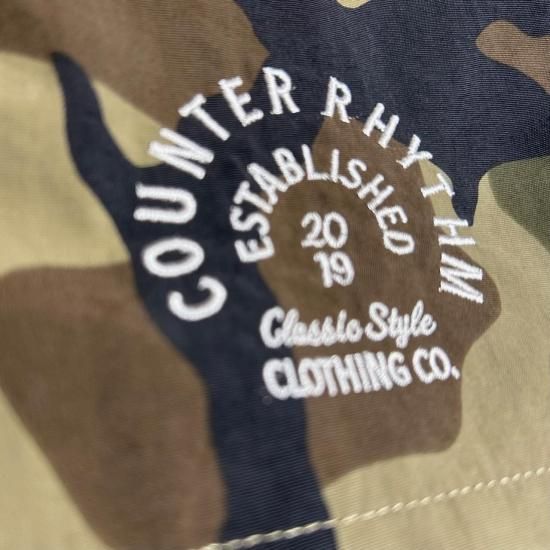 COUNTER RHYTHM
ESTABLISHED
20
19
Classic Style
CLOTHING CO.